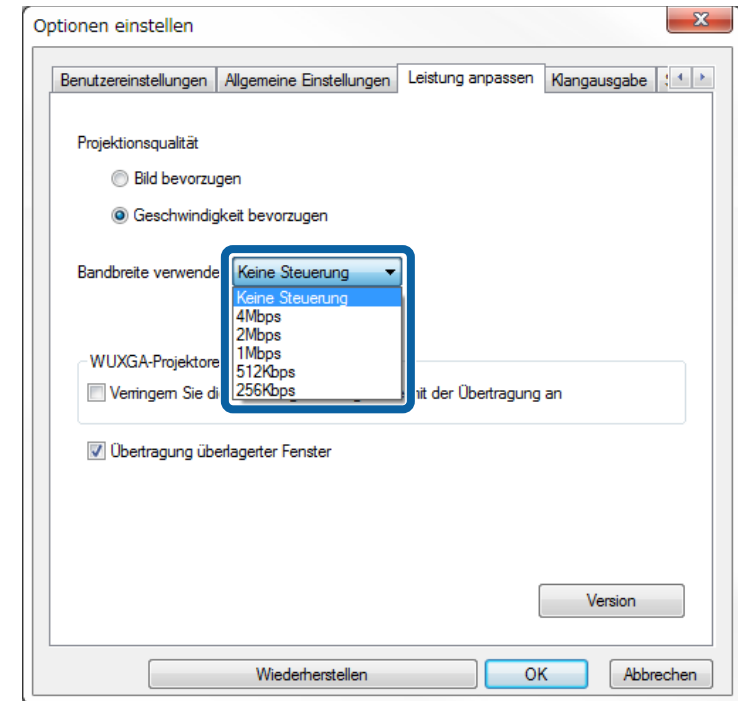 Optionen einstellen
Benutzereinstellungen Allgemeine Einstellungen Leistung anpassen Klangausgabe
Projektionsqualität
Bild bevorzugen
Geschwindigkeit bevorzugen
Bandbreite verwende Keine Steuerung
Keine Steuerung
4Mbps
2Mbps
1Mbps
512Kbps
256Kbps
WUXGA-Projektore
Verringern Sie di mit der Übertragung an
Übertragung überlagerter Fenster
Version
Wiederherstellen OK Abbrechen